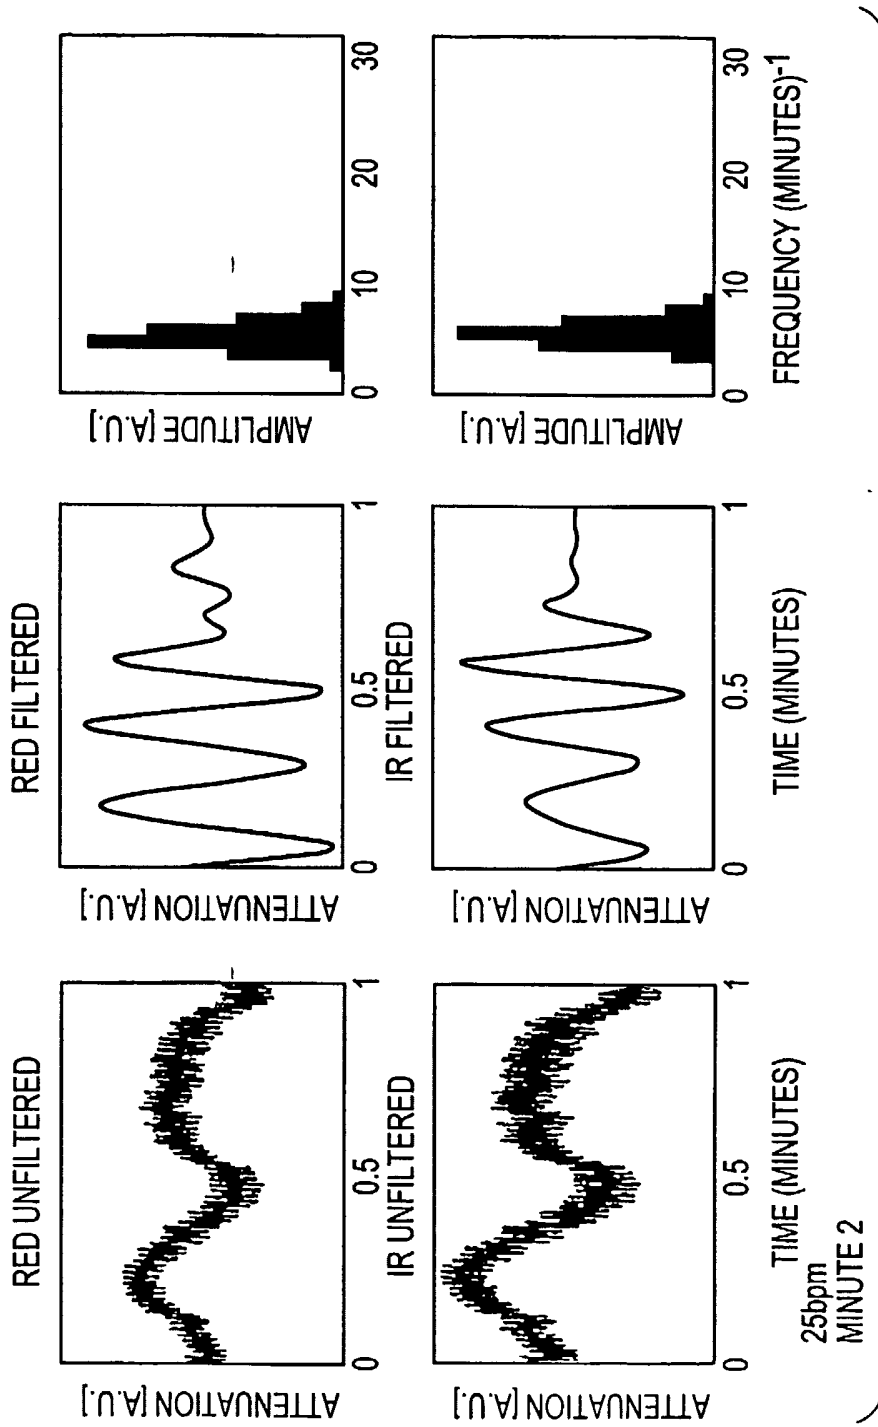 RED UNFILTERED
ATTENUATION [A.U.]
0 0.5 1
IR UNFILTERED
ATTENUATION [A.U.]
0 0.5 1
TIME (MINUTES)
25bpm
MINUTE 2
RED FILTERED
ATTENUATION [A.U.]
0 0.5 1
IR FILTERED
ATTENUATION [A.U.]
0 0.5 1
TIME (MINUTES)
AMPLITUDE [A.U.]
0 10 20 30
AMPLITUDE [A.U.]
0 10 20 30
FREQUENCY (MINUTES)-1